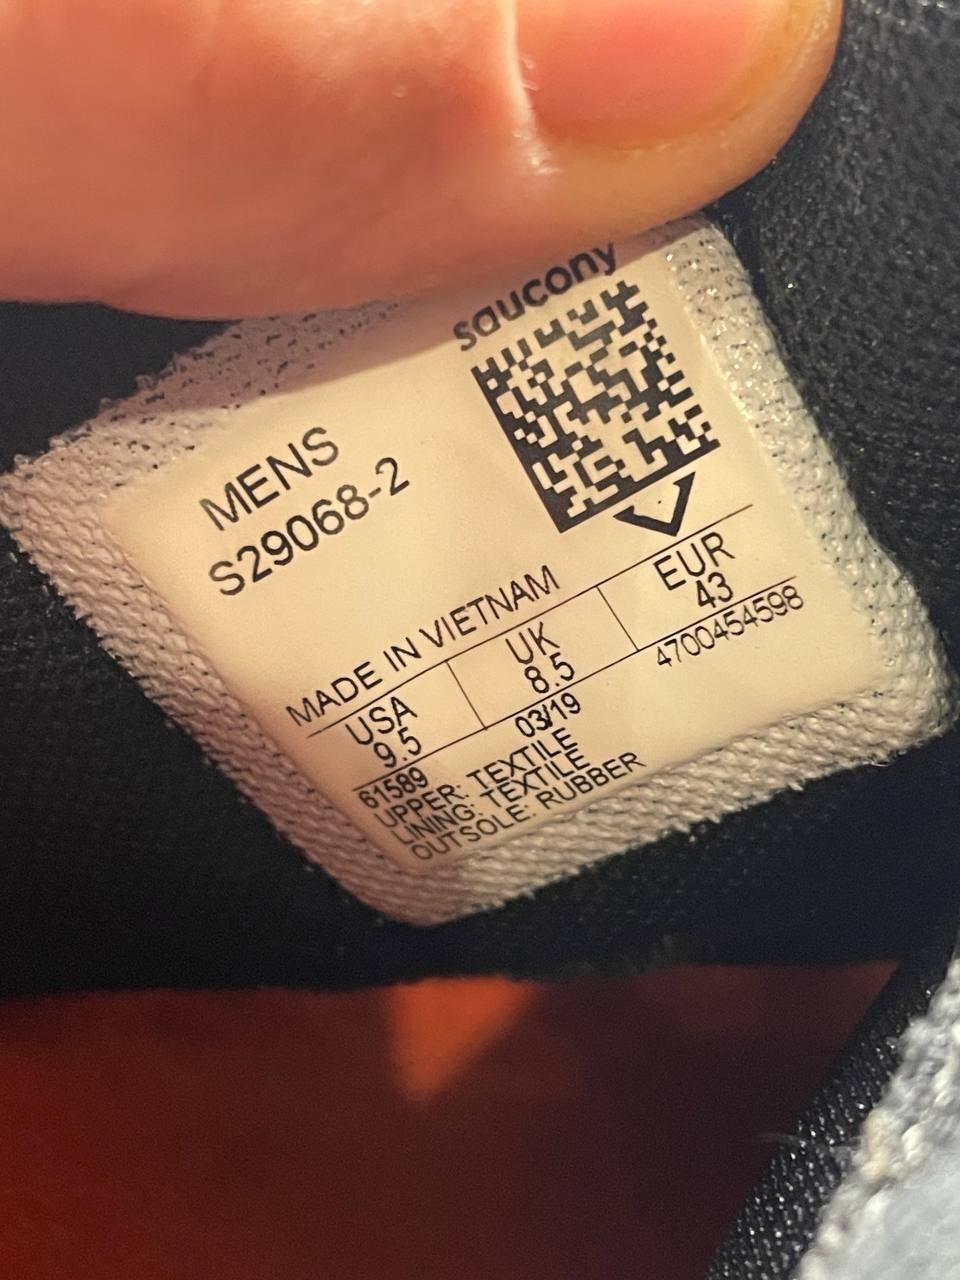 saucony
MENS
S29068-2
MADE IN VIETNAM
USA UK EUR
9.5 8.5 43
61589 03/19 4700454598
UPPER: TEXTILE
LINING: TEXTILE
OUTSOLE: RUBBER